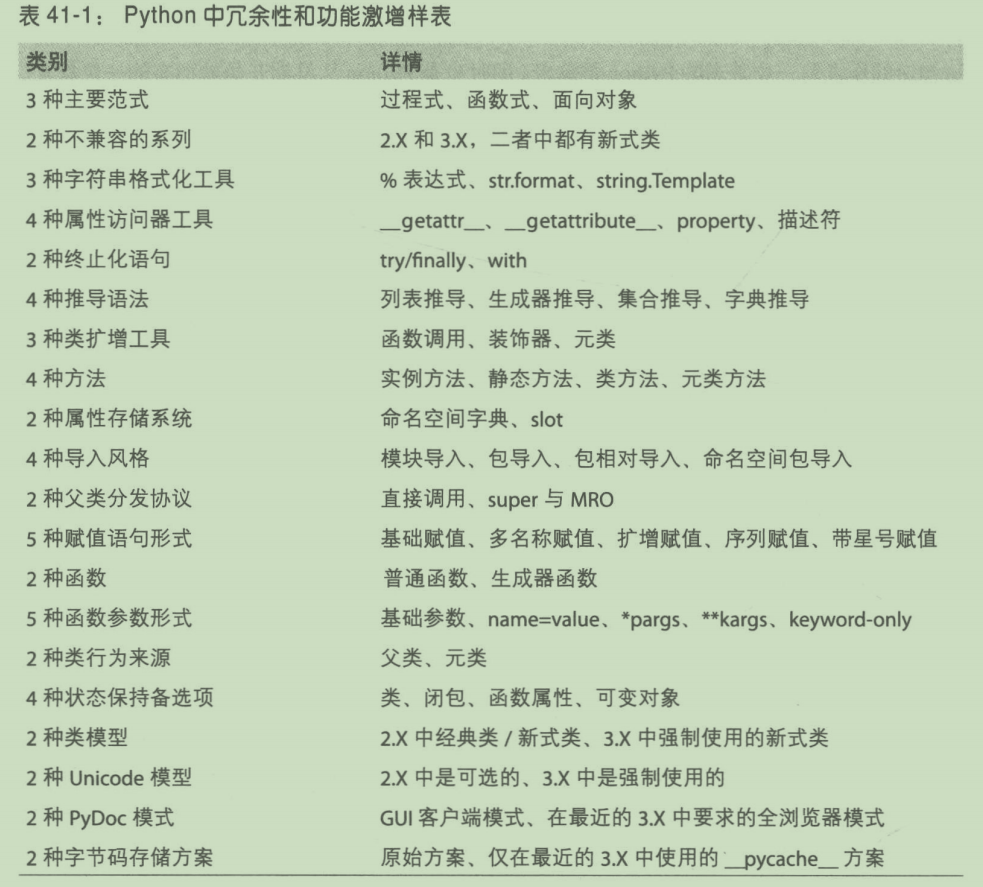 表 41-1： Python 中冗余性和功能激增样表
类别 详情
3 种主要范式 过程式、函数式、面向对象
2 种不兼容的系列 2.X 和 3.X，二者中都有新式类
3 种字符串格式化工具 % 表达式、str.format、string.Template
4 种属性访问器工具 __getattr__、__getattribute__、property、描述符
2 种终止化语句 try/finally、with
4 种推导语法 列表推导、生成器推导、集合推导、字典推导
3 种类扩增工具 函数调用、装饰器、元类
4 种方法 实例方法、静态方法、类方法、元类方法
2 种属性存储系统 命名空间字典、slot
4 种导入风格 模块导入、包导入、包相对导入、命名空间包导入
2 种父类分发协议 直接调用、super 与 MRO
5 种赋值语句形式 基础赋值、多名称赋值、扩增赋值、序列赋值、带星号赋值
2 种函数 普通函数、生成器函数
5 种函数参数形式 基础参数、name=value、*pargs、**kargs、keyword-only
2 种类行为来源 父类、元类
4 种状态保持备选项 类、闭包、函数属性、可变对象
2 种类模型 2.X 中经典类 / 新式类、3.X 中强制使用的新式类
2 种 Unicode 模型 2.X 中是可选的、3.X 中是强制使用的
2 种 PyDoc 模式 GUI 客户端模式、在最近的 3.X 中要求的全浏览器模式
2 种字节码存储方案 原始方案、仅在最近的 3.X 中使用的 __pycache__ 方案